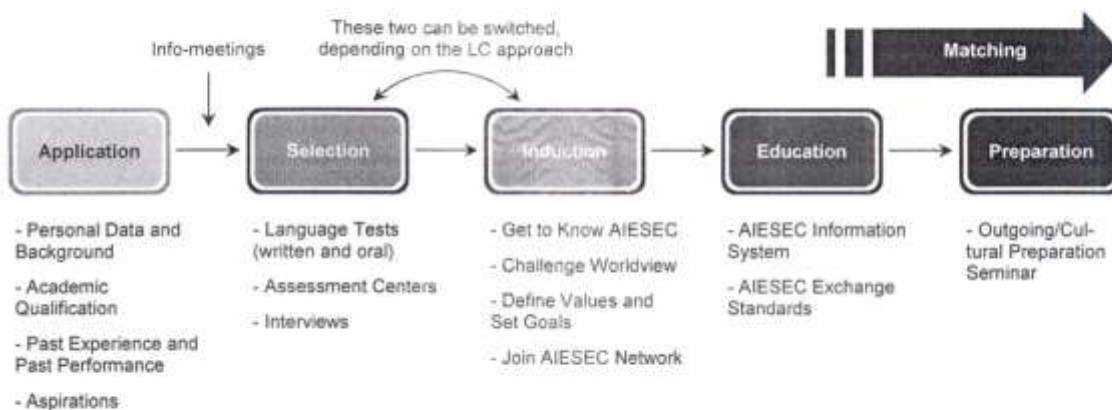 These two can be switched,
depending on the LC approach
Info-meetings
Matching
Application
Selection
Induction
Education
Preparation
- Personal Data and
Background
- Academic
Qualification
- Past Experience and
Past Performance
- Aspirations
- Language Tests
(written and oral)
- Assessment Centers
- Interviews
- Get to Know AIESEC
- Challenge Worldview
- Define Values and
Set Goals
- Join AIESEC Network
- AIESEC Information
System
- AIESEC Exchange
Standards
- Outgoing/Cul-
tural Preparation
Seminar